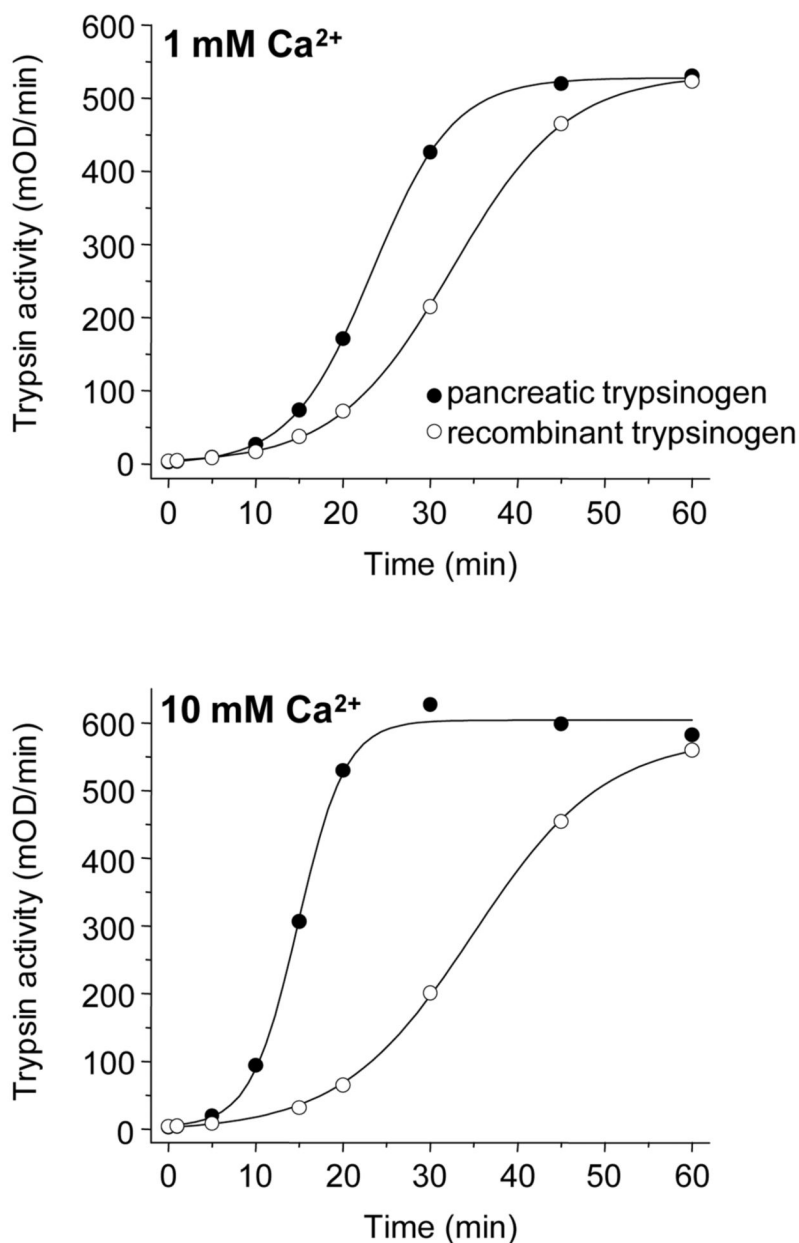 1 mM Ca²⁺
Trypsin activity (mOD/min)
600
500
400
300
200
100
0
pancreatic trypsinogen
recombinant trypsinogen
0 10 20 30 40 50 60
Time (min)
10 mM Ca²⁺
Trypsin activity (mOD/min)
600
500
400
300
200
100
0
0 10 20 30 40 50 60
Time (min)